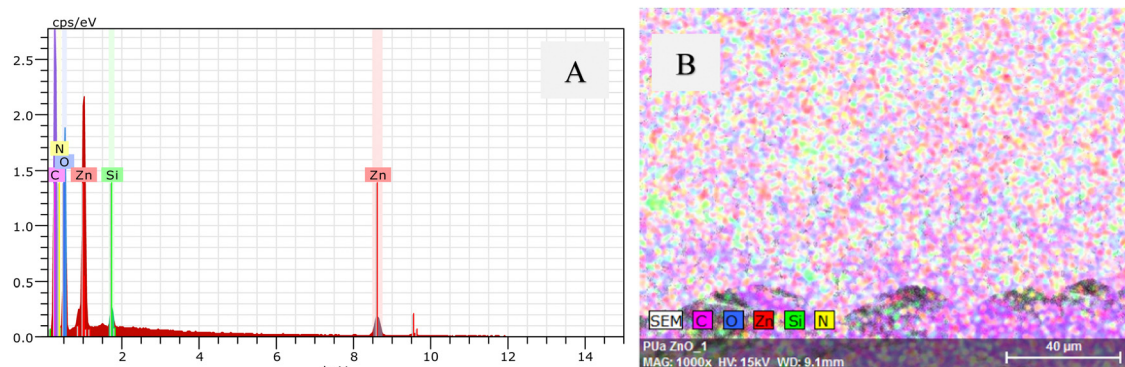 cps/eV
A
2.5
2.0
1.5
1.0
0.5
0.0
N
O
C Zn Si Zn
2 4 6 8 10 12 14
B
SEM C O Zn Si N
PUa ZnO_1
MAG: 1000x HV: 15kV WD: 9.1mm
40 µm